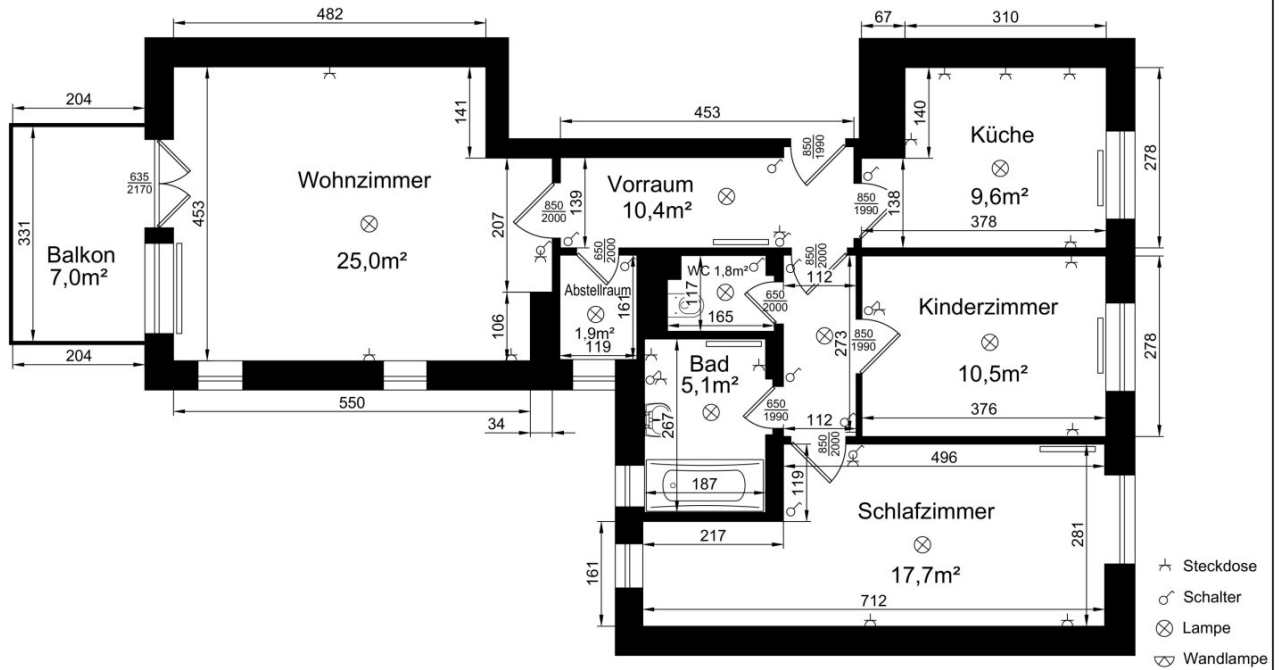 482
67
310
204
453
141
453
850
1990
140
Küche
9,6m²
278
635
2170
Wohnzimmer
25,0m²
453
207
Vorraum
10,4m²
139
850
2000
850
1990
138
378
331
Balkon
7,0m²
650
2000
850
2000
112
Abstellraum
1,9m²
161
119
WC 1,8m²
117
165
650
2000
273
850
1990
Kinderzimmer
10,5m²
376
278
106
204
550
34
Bad
5,1m²
267
187
650
1990
112
850
2000
496
119
Schlafzimmer
17,7m²
281
217
161
712
Steckdose
Schalter
Lampe
Wandlampe